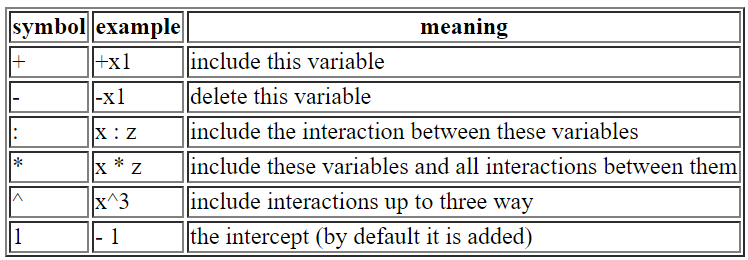 symbol example meaning
+ +x1 include this variable
- -x1 delete this variable
: x : z include the interaction between these variables
* x * z include these variables and all interactions between them
^ x^3 include interactions up to three way
1 - 1 the intercept (by default it is added)